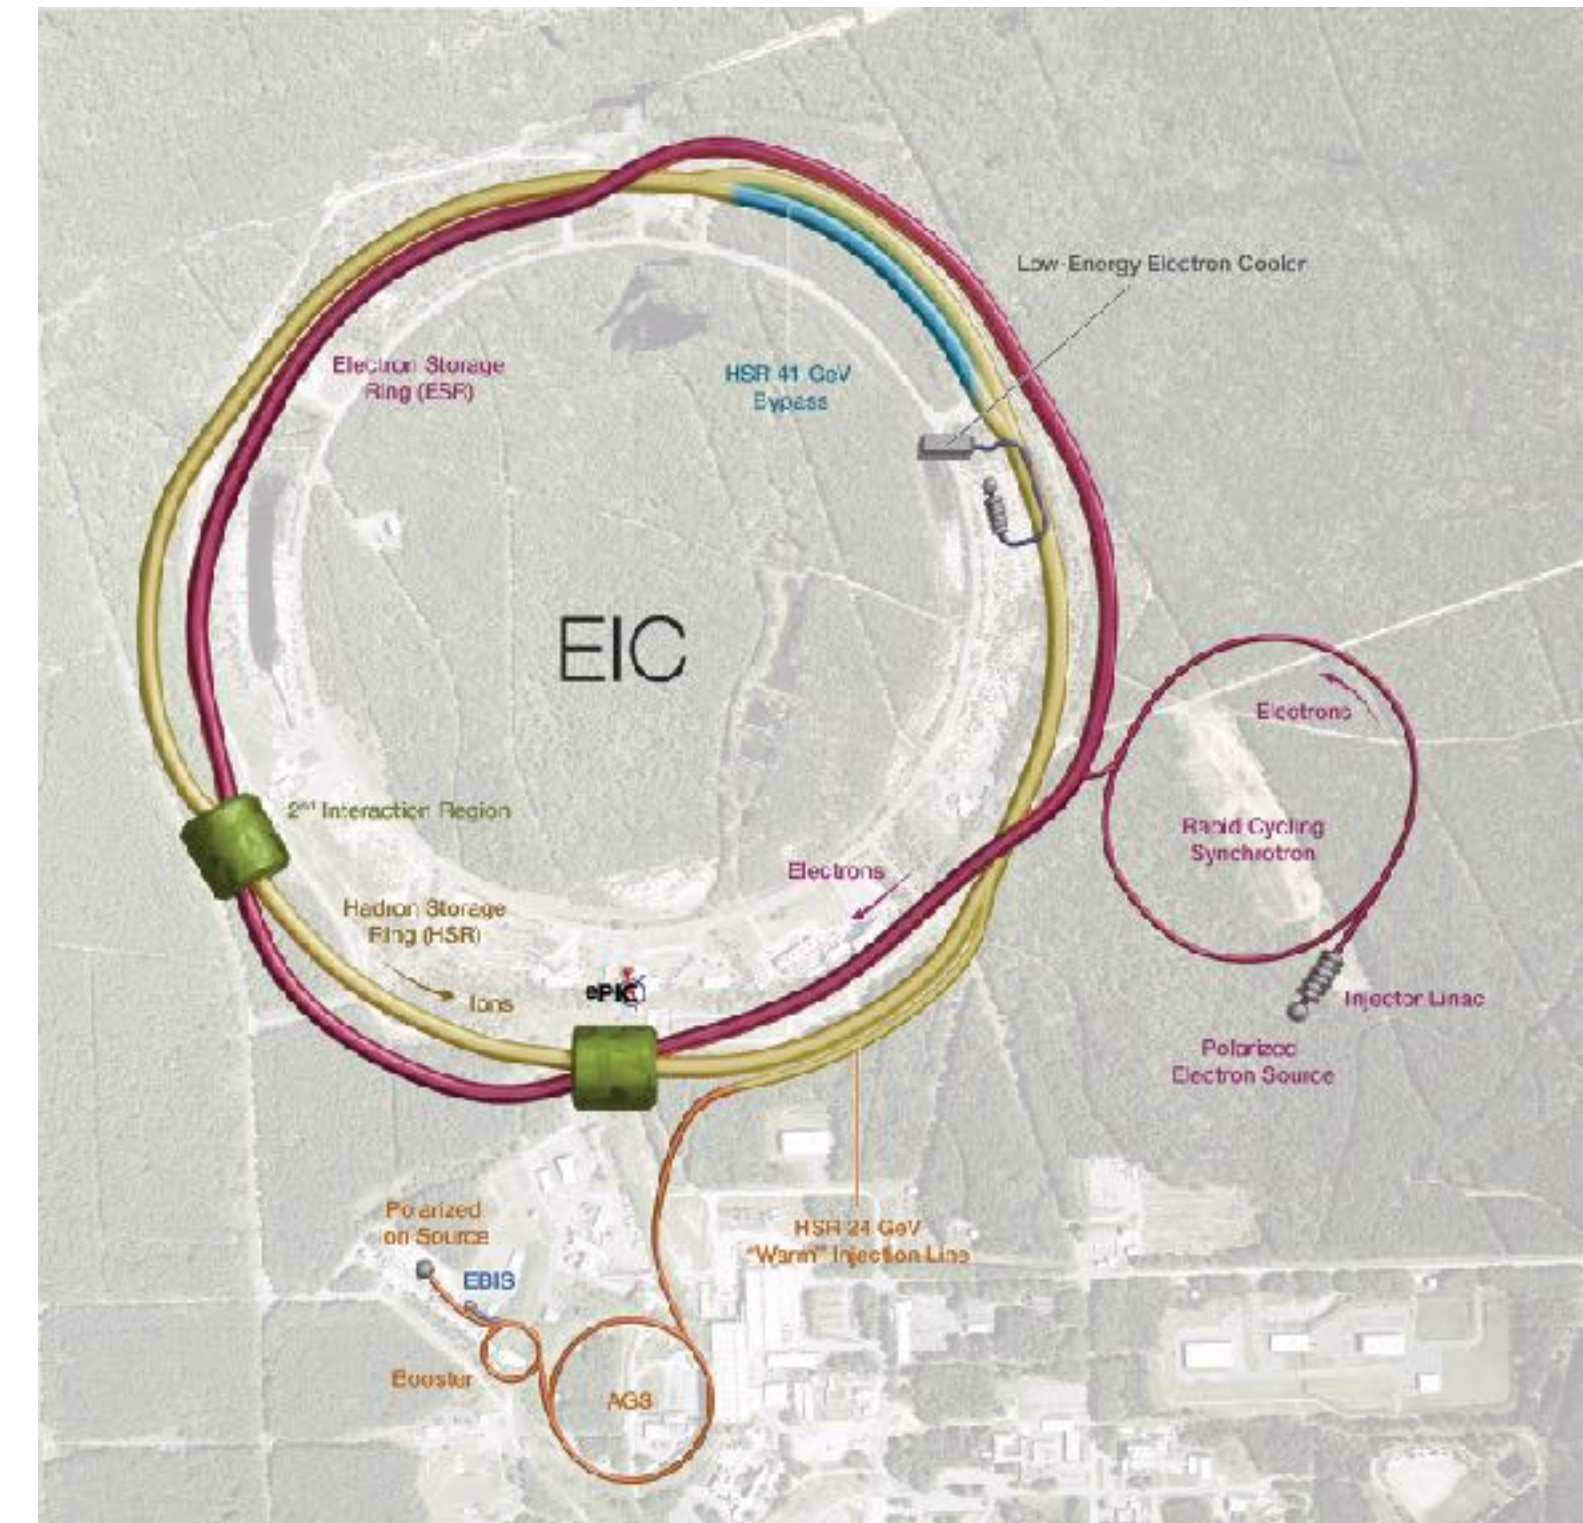 Low-Energy Electron Cooler
Electron Storage
Ring (ESR)
HSR 41 GeV
Bypass
EIC
Electrons
2nd Interaction Region
Rapid Cycling
Synchrotron
Electrons
Hadron Storage
Ring (HSR)
Ions
ePIC
Injector Linac
Polarized
Electron Source
Polarized
Ion Source
HSR 24 GeV
"Warm" Injection Line
EBIS
Booster
AGS